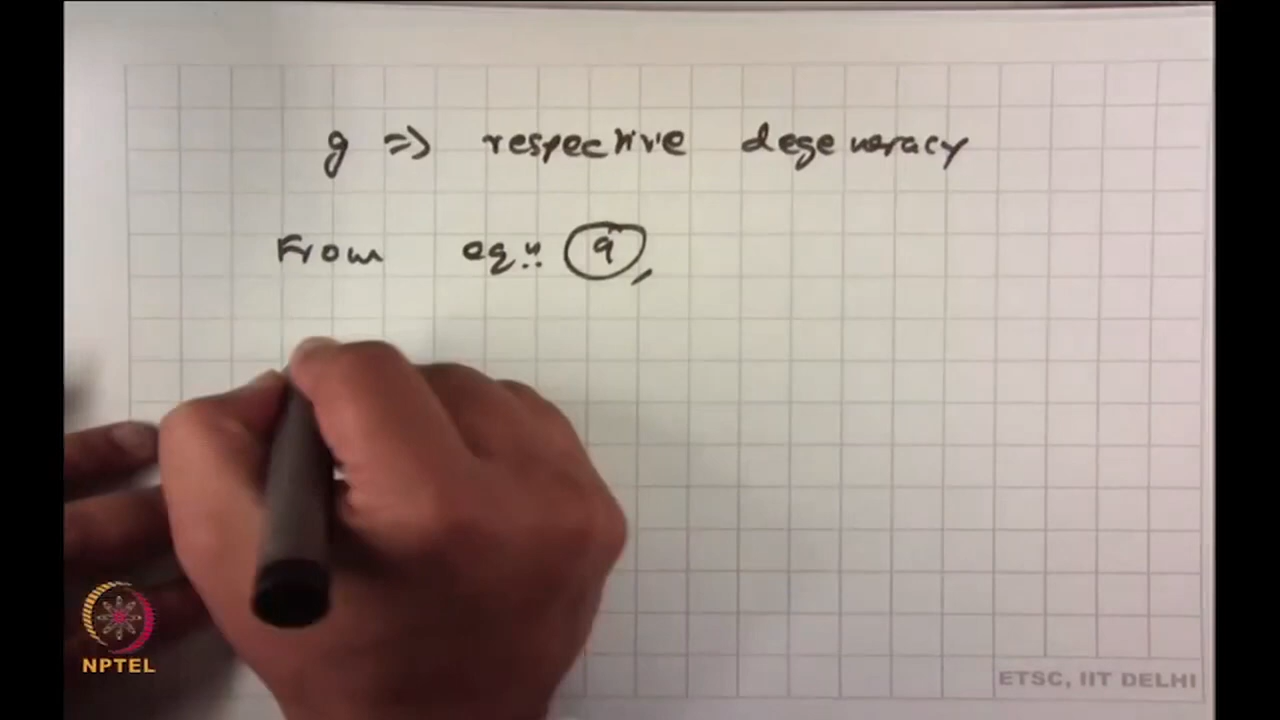 g => respective degeneracy
From eqn. 9,
NPTEL
ETSC, IIT DELHI